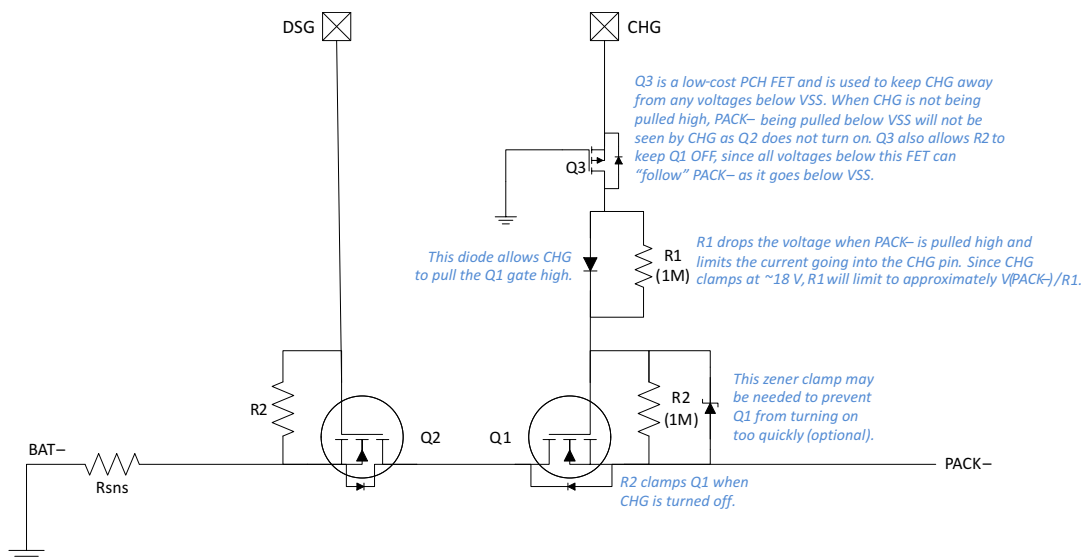 DSG
CHG
Q3 is a low-cost PCH FET and is used to keep CHG away
from any voltages below VSS. When CHG is not being
pulled high, PACK– being pulled below VSS will not be
seen by CHG as Q2 does not turn on. Q3 also allows R2 to
keep Q1 OFF, since all voltages below this FET can
“follow” PACK– as it goes below VSS.
Q3
This diode allows CHG
to pull the Q1 gate high.
R1
(1M)
R1 drops the voltage when PACK– is pulled high and
limits the current going into the CHG pin. Since CHG
clamps at ~18 V, R1 will limit to approximately V(PACK–)/R1.
R2
Q2
Q1
R2
(1M)
This zener clamp may
be needed to prevent
Q1 from turning on
too quickly (optional).
BAT–
Rsns
PACK–
R2 clamps Q1 when
CHG is turned off.